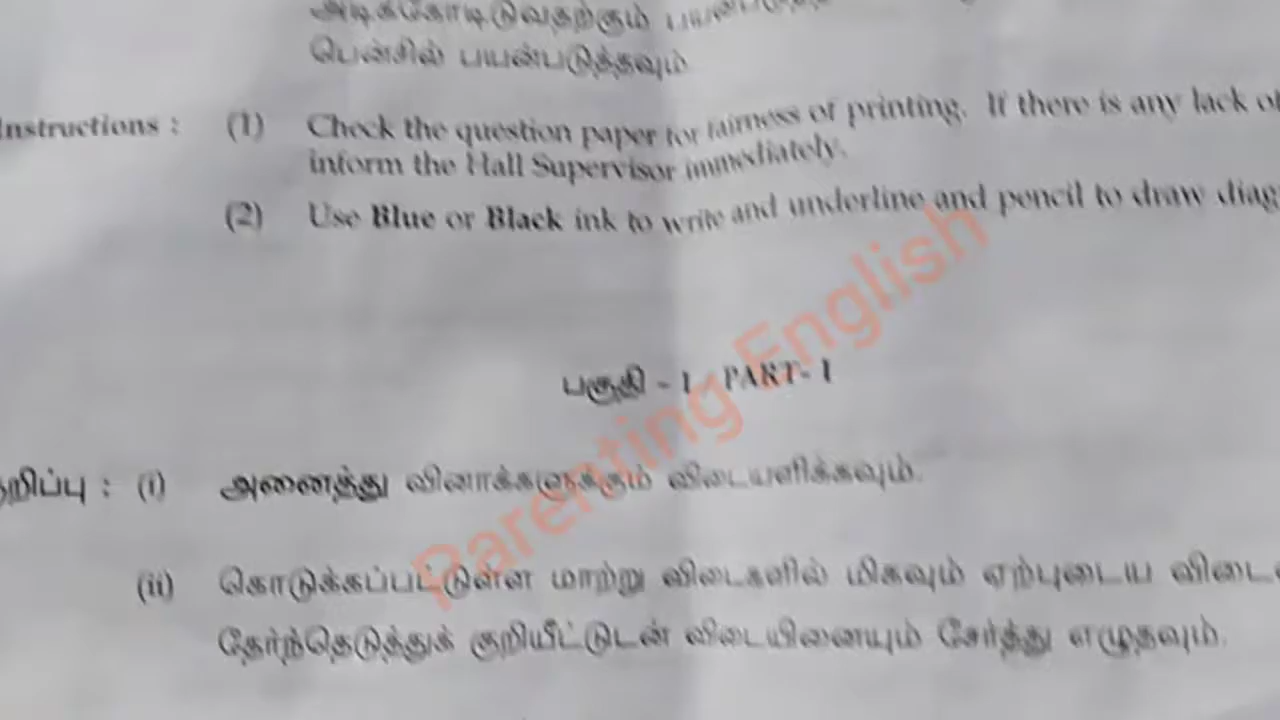 அடிக்கோடிடுவதற்கும்
பென்சில் பயன்படுத்தவும்.
Instructions : (1) Check the question paper for fairness of printing. If there is any lack of
inform the Hall Supervisor immediately.
(2) Use Blue or Black ink to write and underline and pencil to draw diag
பகுதி - I PART- I
குறிப்பு : (i) அனைத்து வினாக்களுக்கும் விடையளிக்கவும்.
(ii) கொடுக்கப்பட்டுள்ள மாற்று விடைகளில் மிகவும் ஏற்புடைய
தேர்ந்தெடுத்துக் குறியீட்டுடன் விடையினையும் சேர்த்து எழுதவும்.
Parenting English